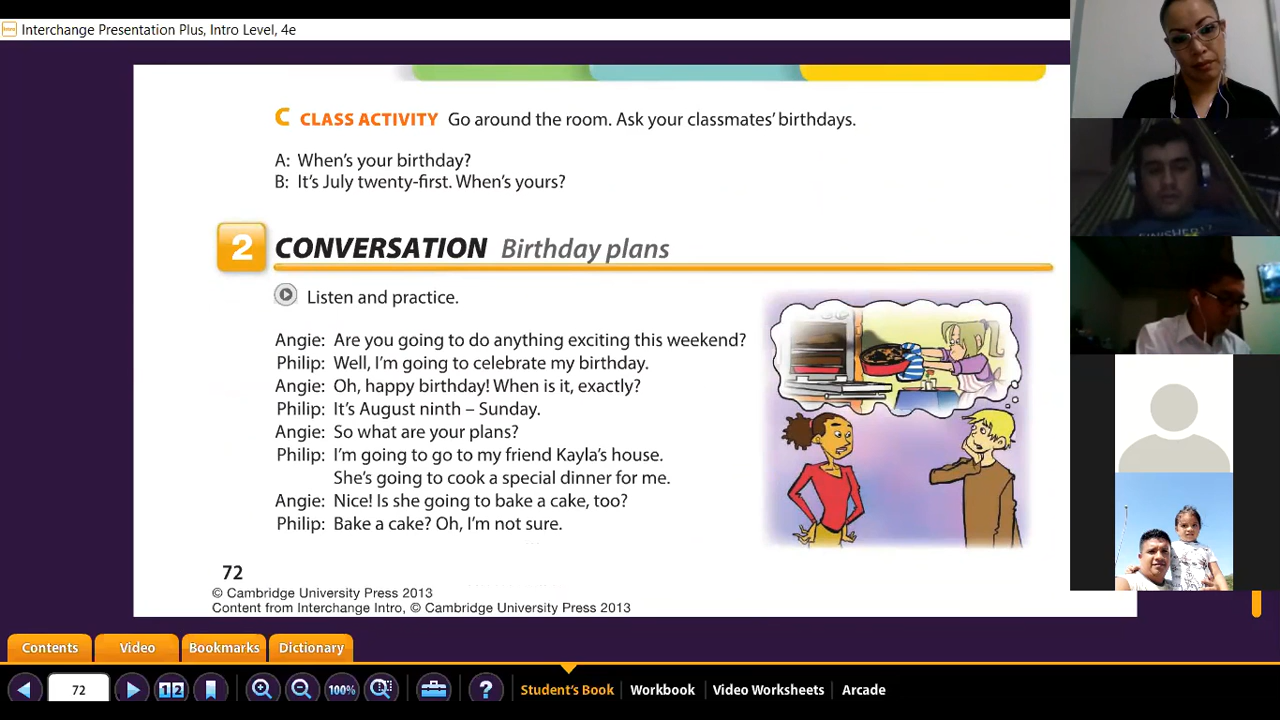 Interchange Presentation Plus, Intro Level, 4e
C CLASS ACTIVITY Go around the room. Ask your classmates' birthdays.
A: When's your birthday?
B: It's July twenty-first. When's yours?
2 CONVERSATION Birthday plans
Listen and practice.
Angie: Are you going to do anything exciting this weekend?
Philip: Well, I'm going to celebrate my birthday.
Angie: Oh, happy birthday! When is it, exactly?
Philip: It's August ninth – Sunday.
Angie: So what are your plans?
Philip: I'm going to go to my friend Kayla's house.
She's going to cook a special dinner for me.
Angie: Nice! Is she going to bake a cake, too?
Philip: Bake a cake? Oh, I'm not sure.
72
© Cambridge University Press 2013
Content from Interchange Intro, © Cambridge University Press 2013
Contents Video Bookmarks Dictionary
72 12 100% ? Student's Book Workbook Video Worksheets Arcade